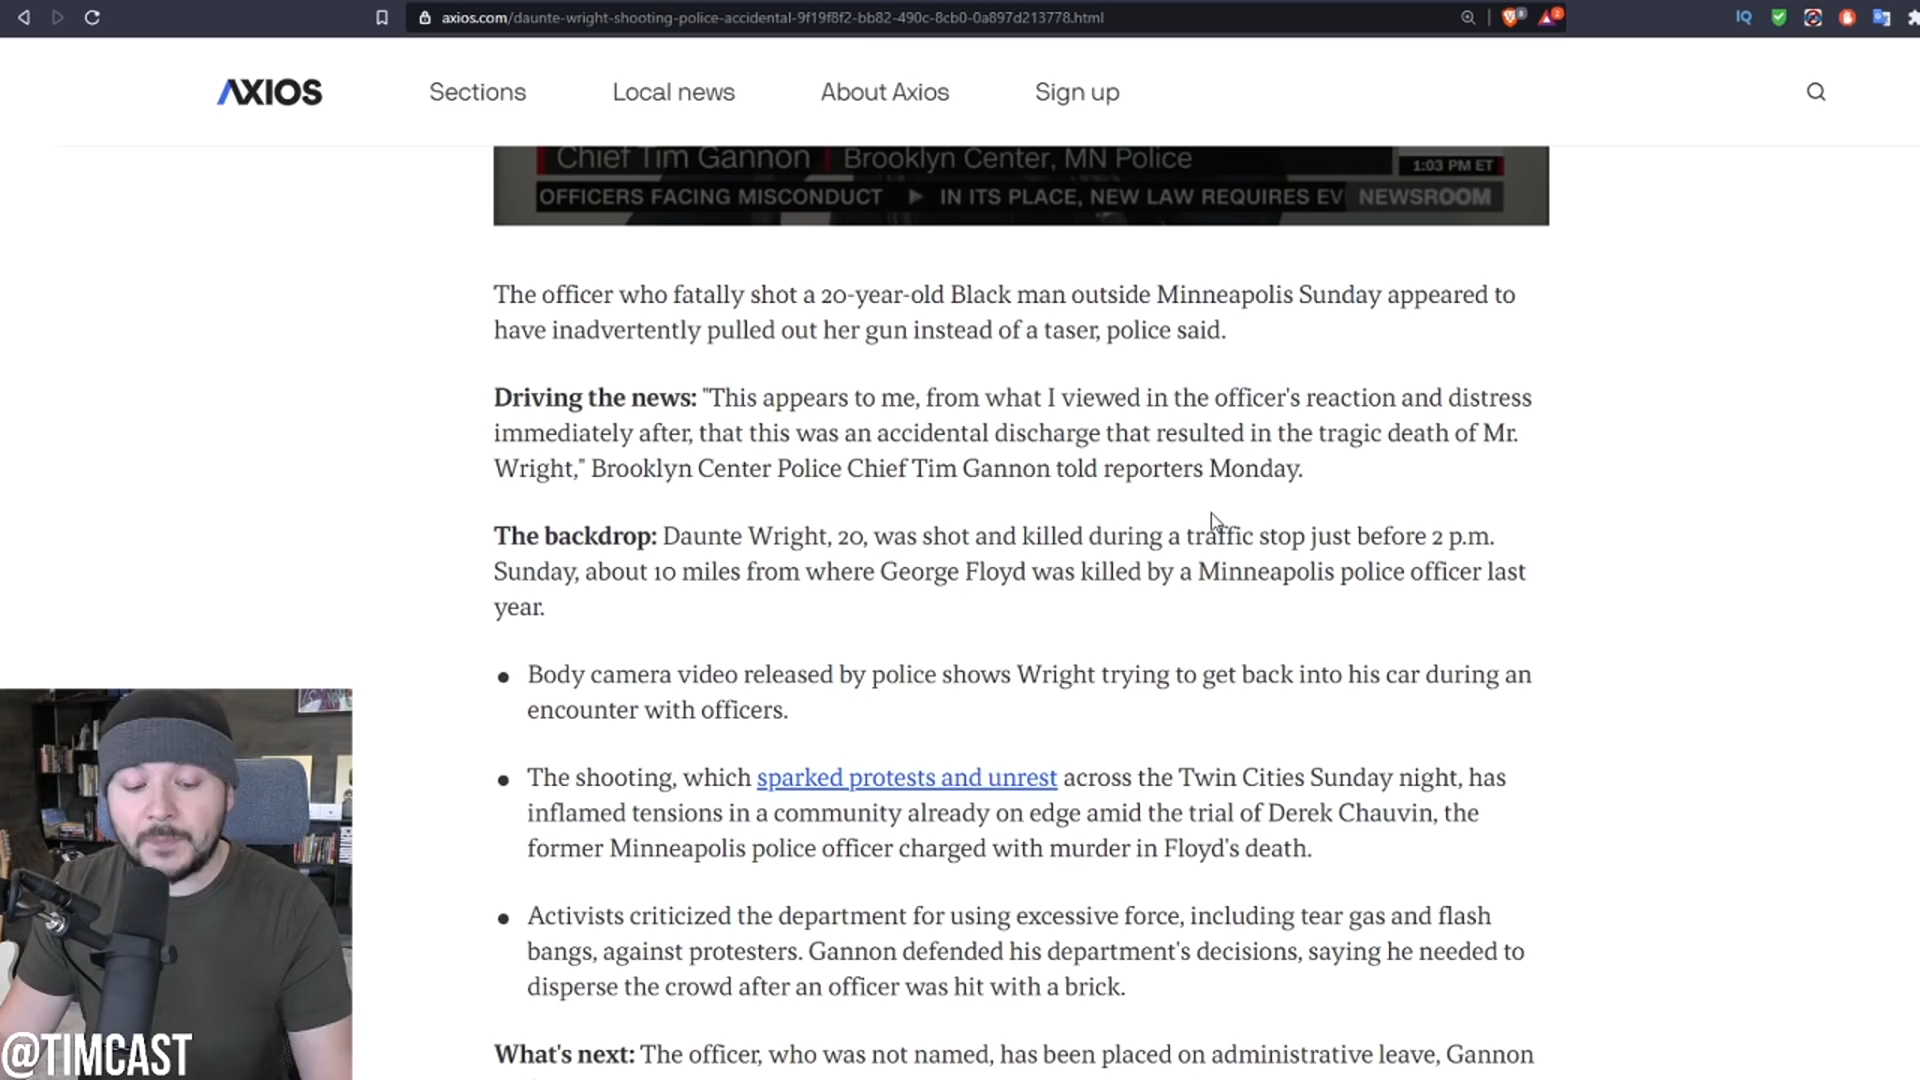 axios.com/daunte-wright-shooting-police-accidental-9f19f8f2-bb82-490c-8cb0-0a897d213778.html
AXIOS Sections Local news About Axios Sign up
Chief Tim Gannon | Brooklyn Center, MN Police 1:03 PM ET
OFFICERS FACING MISCONDUCT ▶ IN ITS PLACE, NEW LAW REQUIRES EV NEWSROOM
The officer who fatally shot a 20-year-old Black man outside Minneapolis Sunday appeared to
have inadvertently pulled out her gun instead of a taser, police said.
Driving the news: "This appears to me, from what I viewed in the officer's reaction and distress
immediately after, that this was an accidental discharge that resulted in the tragic death of Mr.
Wright," Brooklyn Center Police Chief Tim Gannon told reporters Monday.
The backdrop: Daunte Wright, 20, was shot and killed during a traffic stop just before 2 p.m.
Sunday, about 10 miles from where George Floyd was killed by a Minneapolis police officer last
year.
• Body camera video released by police shows Wright trying to get back into his car during an
encounter with officers.
• The shooting, which sparked protests and unrest across the Twin Cities Sunday night, has
inflamed tensions in a community already on edge amid the trial of Derek Chauvin, the
former Minneapolis police officer charged with murder in Floyd's death.
• Activists criticized the department for using excessive force, including tear gas and flash
bangs, against protesters. Gannon defended his department's decisions, saying he needed to
disperse the crowd after an officer was hit with a brick.
What's next: The officer, who was not named, has been placed on administrative leave, Gannon
@TIMCAST